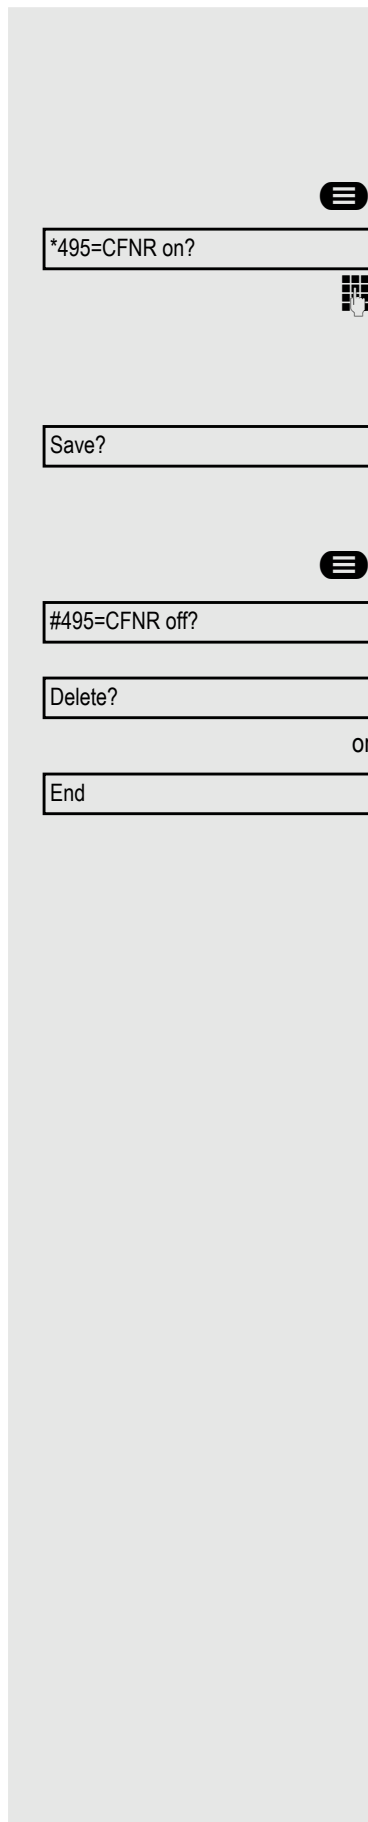 *495=CFNR on?
Save?
#495=CFNR off?
Delete?
or
End